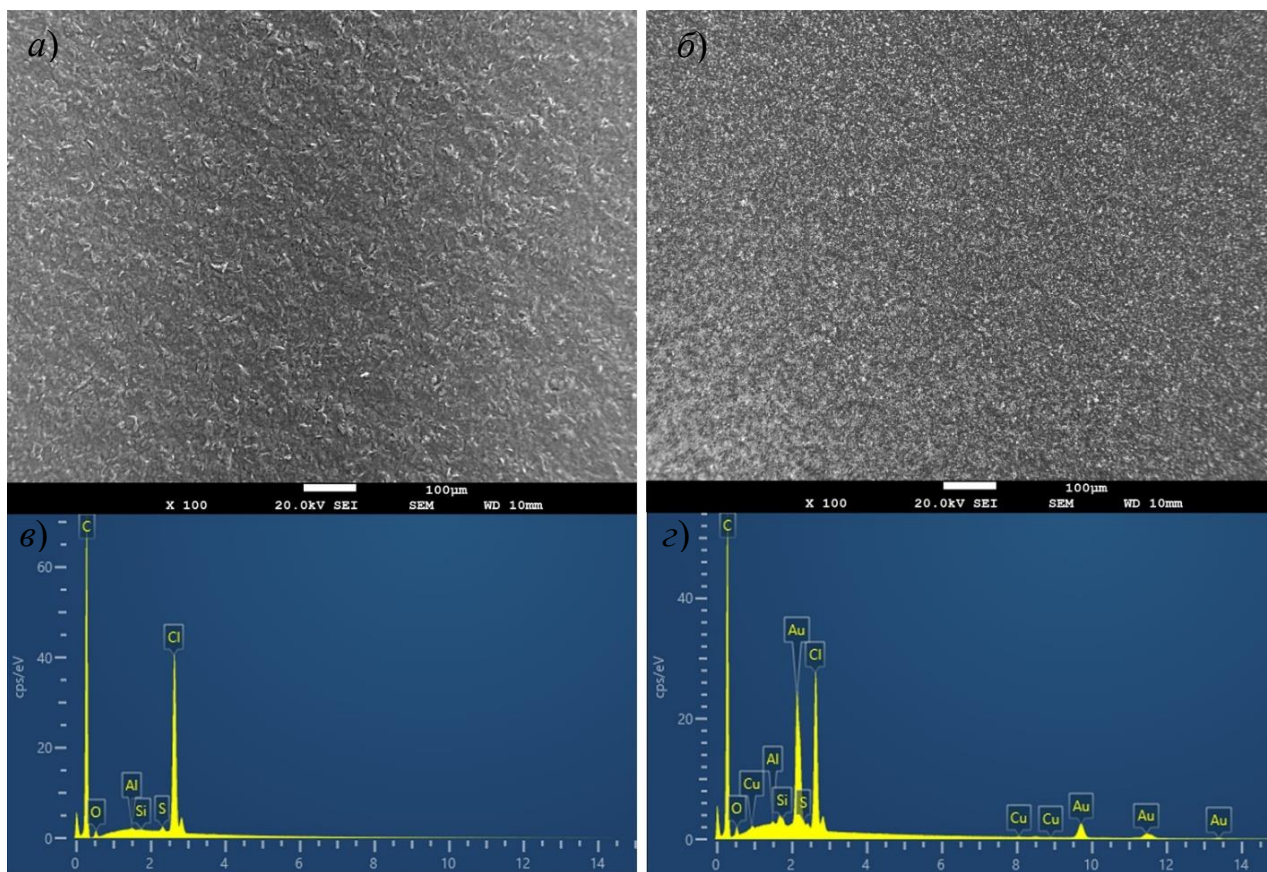 а)
б)
100µm
X 100 20.0kV SEI SEM WD 10mm
100µm
X 100 20.0kV SEI SEM WD 10mm
в)
C
60
40
20
0
cps/eV
O
Al
Si
S
Cl
0 2 4 6 8 10 12 14
г)
C
40
20
0
cps/eV
O
Cu
Al
Si
Au
S
Cl
Cu
Cu
Au
Au
Au
0 2 4 6 8 10 12 14